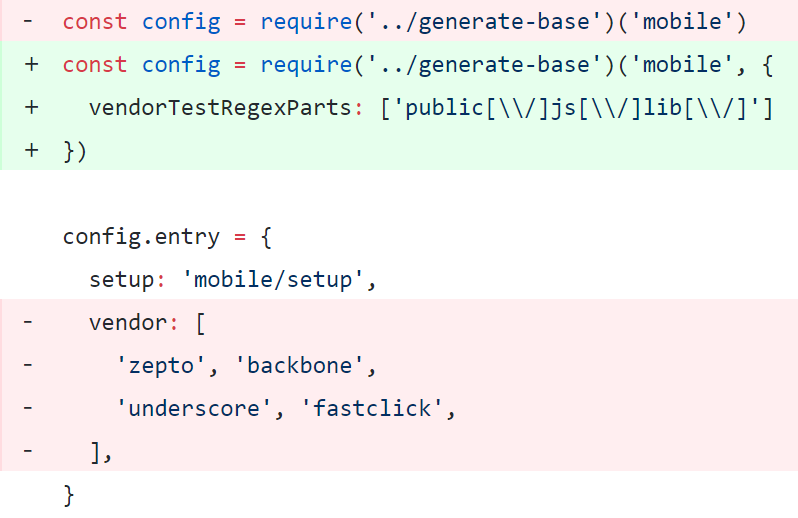 - const config = require('../generate-base')('mobile')
+ const config = require('../generate-base')('mobile', {
+   vendorTestRegexParts: ['public[\\/]js[\\/]lib[\\/]']
+ })
config.entry = {
  setup: 'mobile/setup',
-   vendor: [
-     'zepto', 'backbone',
-     'underscore', 'fastclick',
-   ],
}